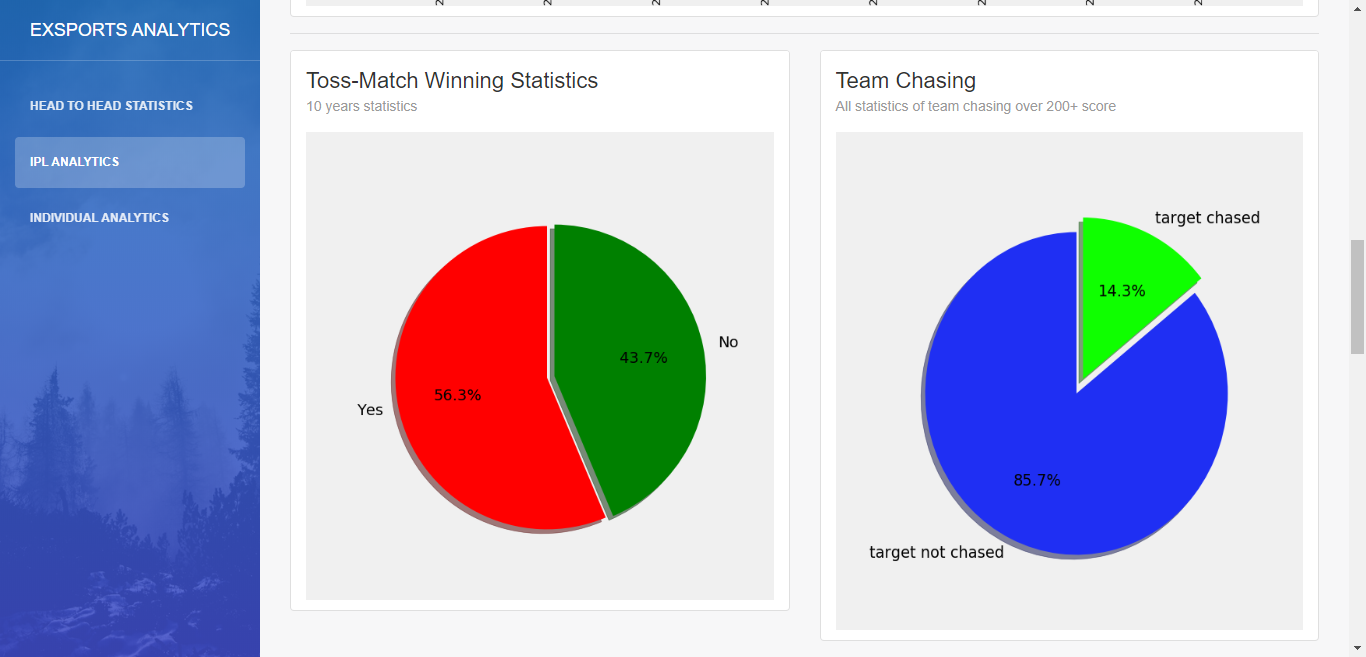 EXSPORTS ANALYTICS
HEAD TO HEAD STATISTICS
IPL ANALYTICS
INDIVIDUAL ANALYTICS
Toss-Match Winning Statistics
10 years statistics
No
43.7%
56.3%
Yes
Team Chasing
All statistics of team chasing over 200+ score
target chased
14.3%
85.7%
target not chased